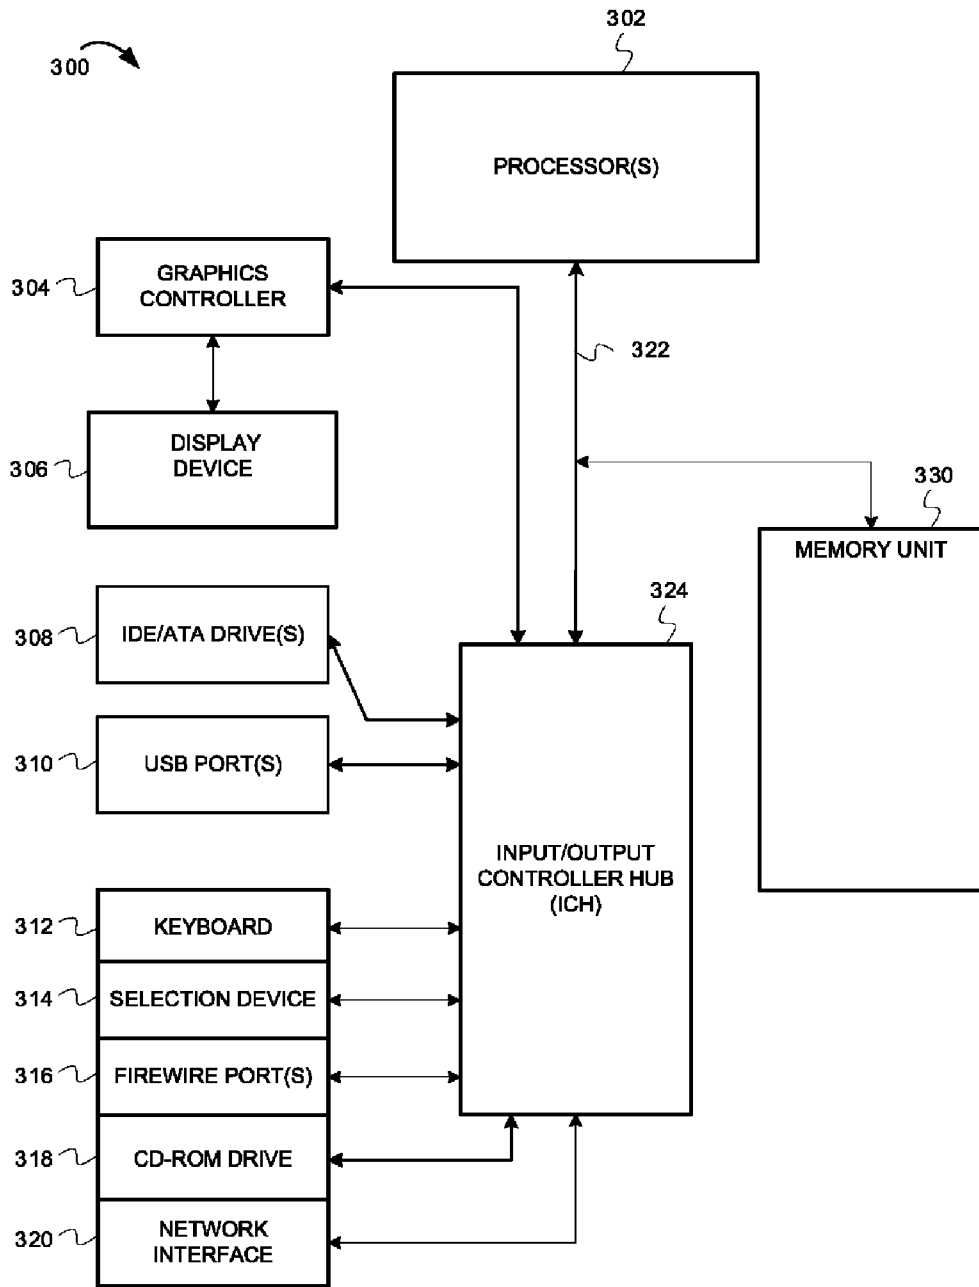 300
302
PROCESSOR(S)
304
GRAPHICS
CONTROLLER
322
306
DISPLAY
DEVICE
330
MEMORY UNIT
324
308
IDE/ATA DRIVE(S)
310
USB PORT(S)
INPUT/OUTPUT
CONTROLLER HUB
(ICH)
312
KEYBOARD
314
SELECTION DEVICE
316
FIREWIRE PORT(S)
318
CD-ROM DRIVE
320
NETWORK
INTERFACE